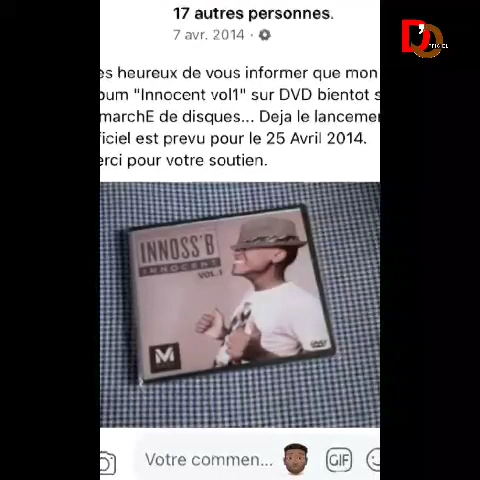 17 autres personnes.
7 avr. 2014 ·
es heureux de vous informer que mon
bum "Innocent vol1" sur DVD bientot s
marchE de disques... Deja le lancemer
ficiel est prevu pour le 25 Avril 2014.
erci pour votre soutien.
INNOSS'B
INNOCENT
VOL.1
M
DVD
Votre commen...
GIF